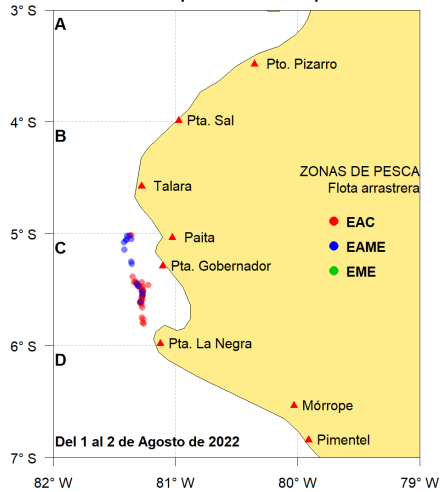 3° S
A
Pto. Pizarro
4° S
Pta. Sal
B
ZONAS DE PESCA
Flota arrastrera
Talara
EAC
5° S
Paita
C
EAME
Pta. Gobernador
EME
6° S
Pta. La Negra
D
Mórrope
Del 1 al 2 de Agosto de 2022
Pimentel
7° S
82° W
81° W
80° W
79° W